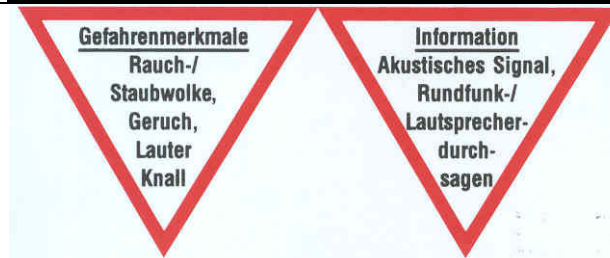 Gefahrenmerkmale
Rauch-/
Staubwolke,
Geruch,
Lauter
Knall
Information
Akustisches Signal,
Rundfunk-/
Lautsprecher-
durch-
sagen